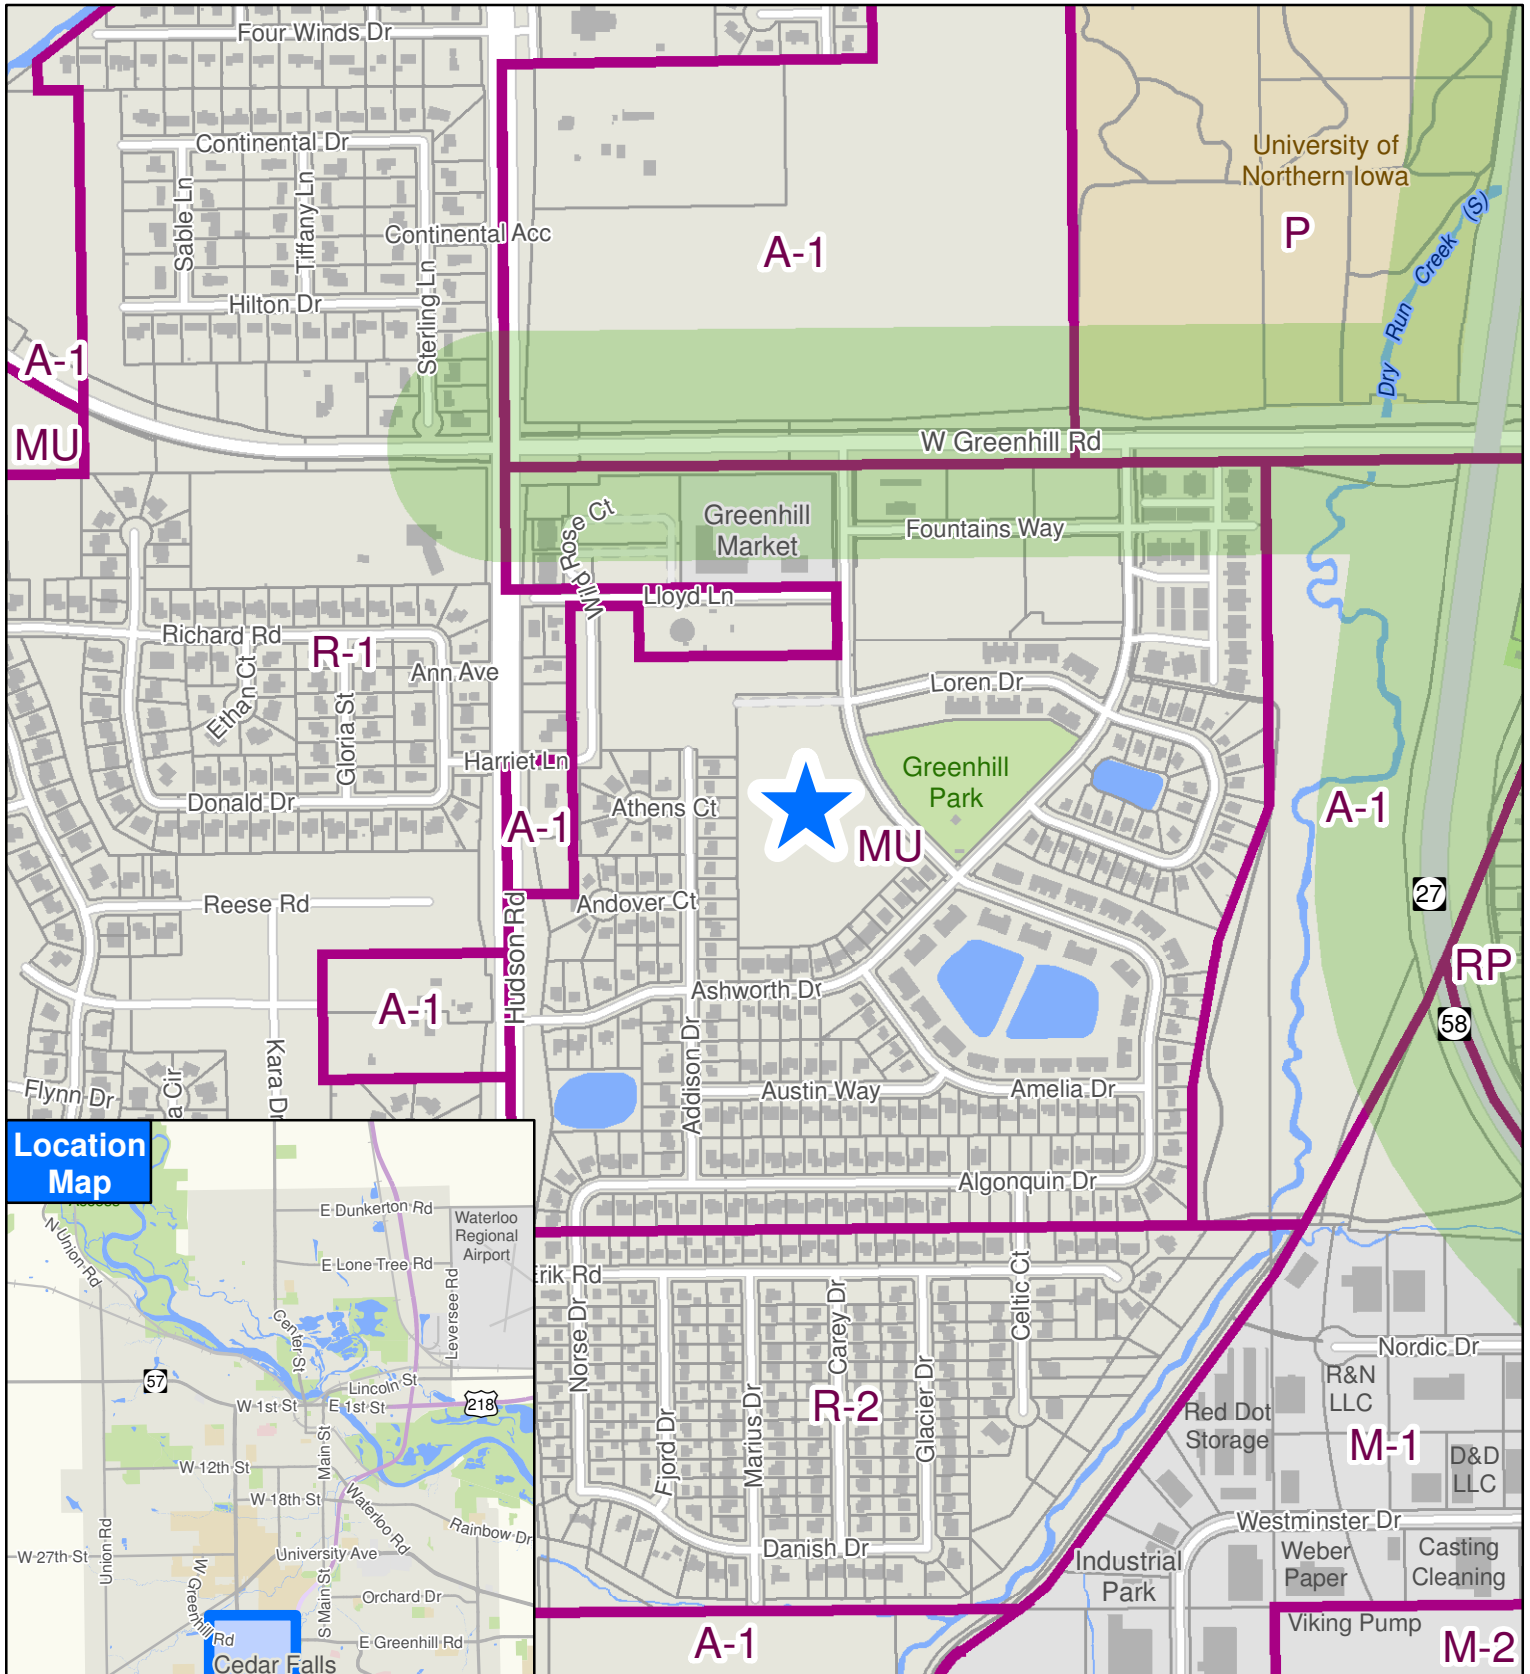 Four Winds Dr
Continental Dr
Sable Ln
Tiffany Ln
Continental Acc
Sterling Ln
Hilton Dr
A-1
University of
Northern Iowa
P
Dry Run Creek (S)
A-1
MU
W Greenhill Rd
Wild Rose Ct
Greenhill
Market
Fountains Way
Lloyd Ln
Richard Rd
R-1
Ann Ave
Ethan Ct
Gloria St
Loren Dr
Harriet Ln
Donald Dr
Athens Ct
Greenhill
Park
A-1
MU
A-1
27
Reese Rd
Andover Ct
Hudson Rd
RP
A-1
Ashworth Dr
58
Kara Dr
Addison Dr
Flynn Dr
a Cir
Austin Way
Amelia Dr
Algonquin Dr
Location
Map
E Dunkerton Rd
Waterloo
Regional
Airport
N Union Rd
E Lone Tree Rd
Leversee Rd
Center St
57
Lincoln St
W 1st St
E 1st St
218
Main St
W 12th St
W 18th St
Waterloo Rd
Rainbow Dr
Union Rd
W 27th St
University Ave
W Greenhill Rd
S Main St
Orchard Dr
E Greenhill Rd
Cedar Falls
Erik Rd
Norse Dr
Carey Dr
Celtic Ct
Nordic Dr
R&N
LLC
Fjord Dr
Marius Dr
R-2
Glacier Dr
Red Dot
Storage
M-1
D&D
LLC
Westminster Dr
Danish Dr
Industrial
Park
Weber
Paper
Casting
Cleaning
Viking Pump
A-1
M-2